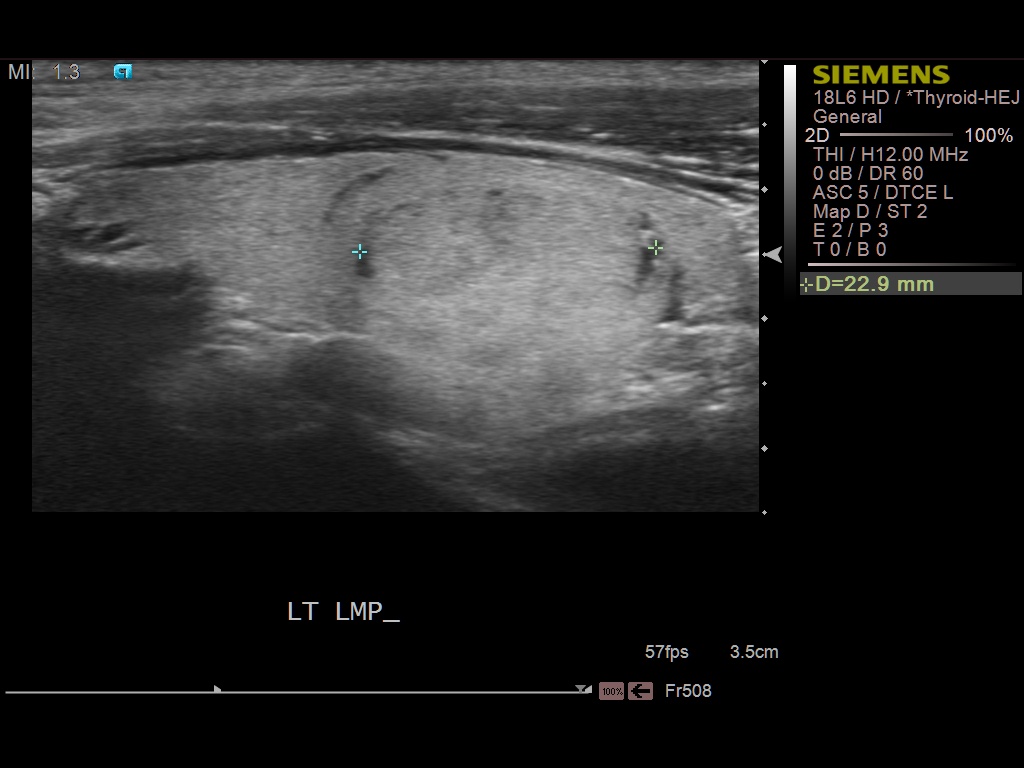 MI: 1.3
SIEMENS
18L6 HD / *Thyroid-HEJ
General
2D 100%
THI / H12.00 MHz
0 dB / DR 60
ASC 5 / DTCE L
Map D / ST 2
E 2 / P 3
T 0 / B 0
D=22.9 mm
LT LMP_
57fps 3.5cm
100% Fr508